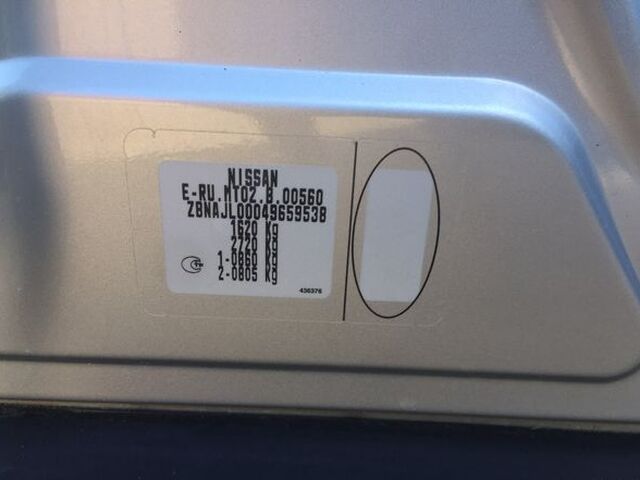 NISSAN
E-RU.MT02.B.00560
Z8NAJL00049659538
1620 Kg
2720 Kg
1-0860 Kg
2-0805 Kg
436376